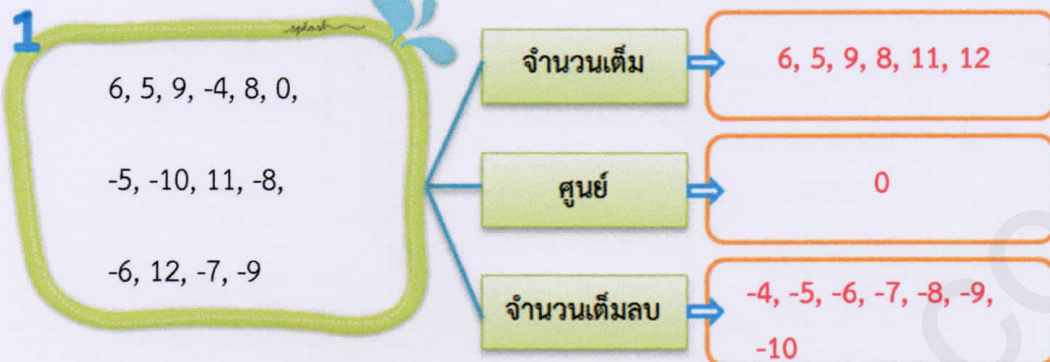 1
splash
6, 5, 9, -4, 8, 0,
-5, -10, 11, -8,
-6, 12, -7, -9
จำนวนเต็ม
6, 5, 9, 8, 11, 12
ศูนย์
0
จำนวนเต็มลบ
-4, -5, -6, -7, -8, -9,
-10